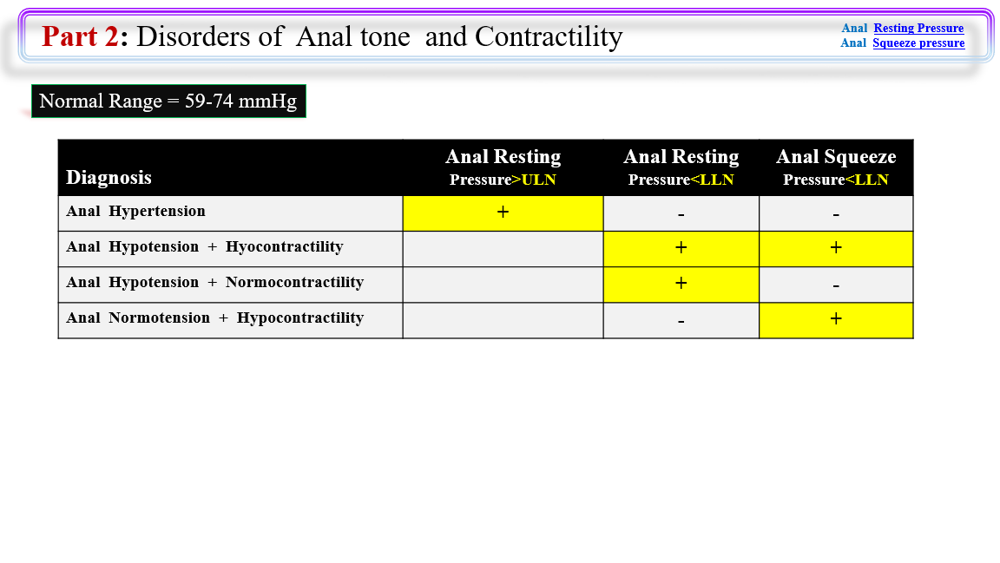 Part 2: Disorders of Anal tone and Contractility
Anal Resting Pressure
Anal Squeeze pressure
Normal Range = 59-74 mmHg
Diagnosis
Anal Resting
Pressure>ULN
Anal Resting
Pressure<LLN
Anal Squeeze
Pressure<LLN
Anal Hypertension + - -
Anal Hypotension + Hyocontractility + +
Anal Hypotension + Normocontractility + -
Anal Normotension + Hypocontractility - +